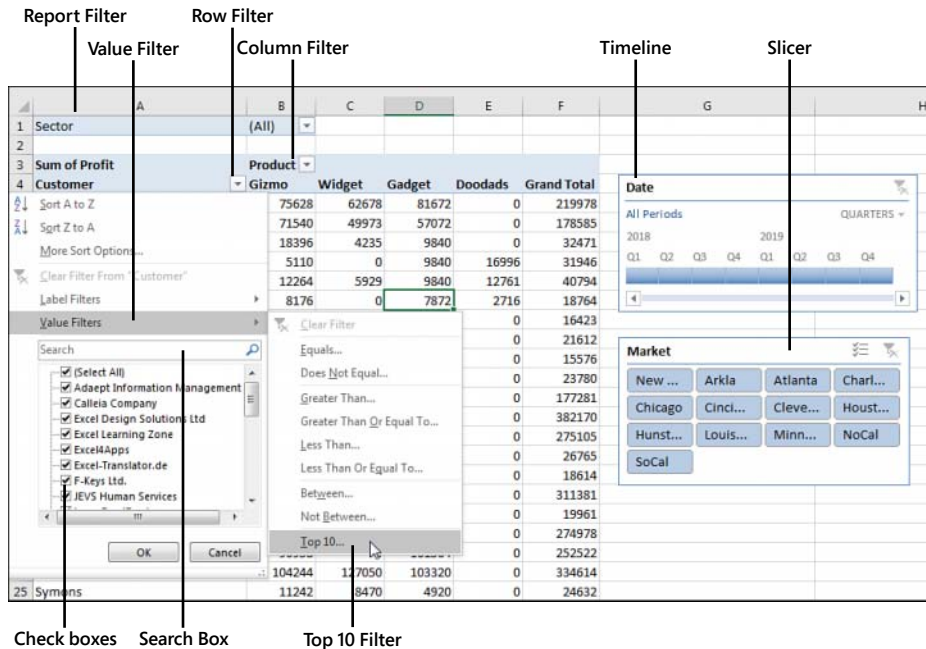 Report Filter Row Filter
Value Filter Column Filter Timeline Slicer
A B C D E F G H
1 Sector (All)
2
3 Sum of Profit Product
4 Customer Gizmo Widget Gadget Doodads Grand Total
Sort A to Z 75628 62678 81672 0 219978
Sort Z to A 71540 49973 57072 0 178585
More Sort Options... 18396 4235 9840 32471
5110 0 9840 16996 31946
Clear Filter From "Customer" 12264 5929 9840 12761 40794
Label Filters 8176 0 7872 2716 18764
Value Filters 0 16423
Clear Filter 0 21612
Search Equals... 0 15576
(Select All) Does Not Equal... 0 23780
Adaept Information Management Greater Than... 0 177281
Calleia Company Greater Than Or Equal To... 0 382170
Excel Design Solutions Ltd Less Than... 0 275105
Excel Learning Zone 0 26765
Excel4Apps Less Than Or Equal To... 0 18614
Excel-Translator.de Between... 0 311381
F-Keys Ltd. Not Between... 0 19961
JEVS Human Services 0 274978
Top 10...
OK Cancel 0 252522
104244 127050 103320 0 334614
25 Symons 11242 8470 4920 0 24632
Date
All Periods QUARTERS
2018 2019
Q1 Q2 Q3 Q4 Q1 Q2 Q3 Q4
Market
New ... Arkla Atlanta Charl...
Chicago Cinci... Cleve... Houst...
Hunst... Louis... Minn... NoCal
SoCal
Check boxes Search Box Top 10 Filter